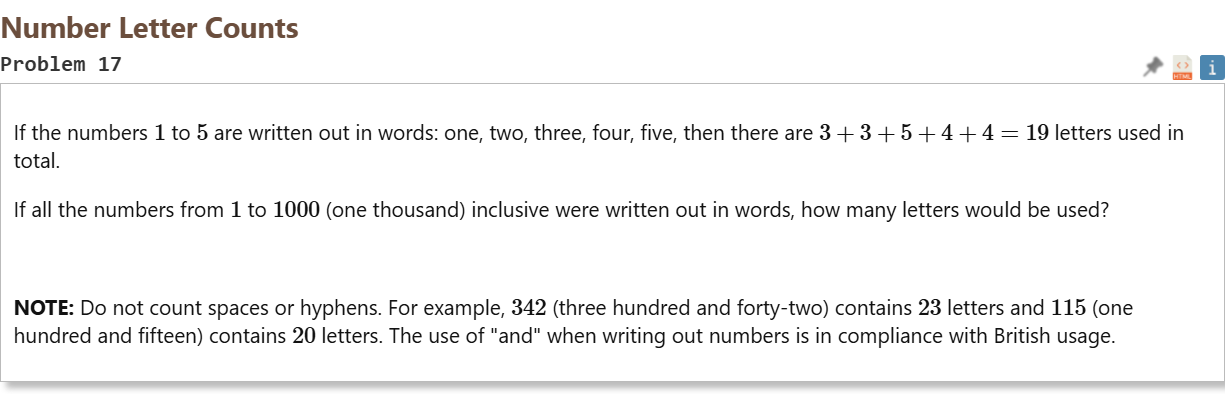 Number Letter Counts
Problem 17
HTML
i
If the numbers 1 to 5 are written out in words: one, two, three, four, five, then there are 3 + 3 + 5 + 4 + 4 = 19 letters used in
total.
If all the numbers from 1 to 1000 (one thousand) inclusive were written out in words, how many letters would be used?
NOTE: Do not count spaces or hyphens. For example, 342 (three hundred and forty-two) contains 23 letters and 115 (one
hundred and fifteen) contains 20 letters. The use of "and" when writing out numbers is in compliance with British usage.